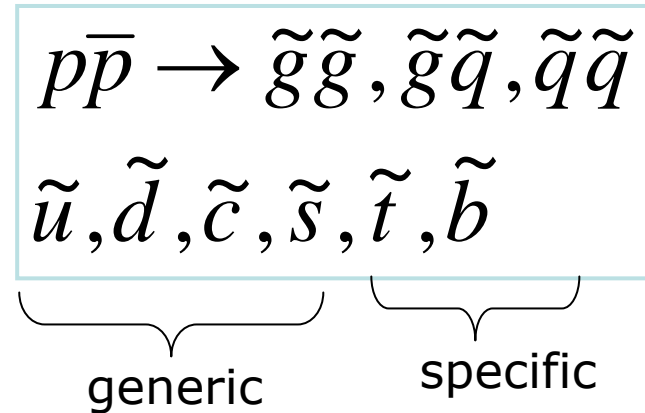 pp̅ → g̃g̃, g̃q̃, q̃q̃
ũ, d̃, c̃, s̃, t̃, b̃
generic specific